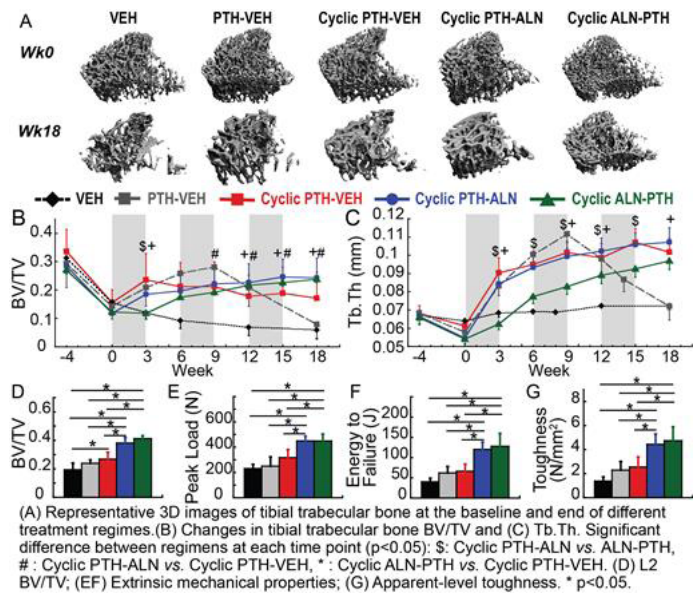 A VEH PTH-VEH Cyclic PTH-VEH Cyclic PTH-ALN Cyclic ALN-PTH
Wk0
Wk18
VEH PTH-VEH Cyclic PTH-VEH Cyclic PTH-ALN Cyclic ALN-PTH
B
BV/TV
0.4
0.3
0.2
0.1
0
$+ # +# +# +#
-4 0 3 6 9 12 15 18
Week
C
Tb.Th (mm)
0.12
0.11
0.10
0.09
0.08
0.07
0.06
0.05
$+ $ $+ $+ $ +
-4 0 3 6 9 12 15 18
Week
D
BV/TV
0.6
0.4
0.2
0.0
* * * * * *
E
Peak Load (N)
600
400
200
0
* * * * *
F
Energy to
Failure (J)
200
150
100
50
0
* * * * *
G
Toughness
(N/mm²)
8
6
4
2
0
* * * * *
(A) Representative 3D images of tibial trabecular bone at the baseline and end of different
treatment regimes.(B) Changes in tibial trabecular bone BV/TV and (C) Tb.Th. Significant
difference between regimens at each time point (p<0.05): $: Cyclic PTH-ALN vs. ALN-PTH,
# : Cyclic PTH-ALN vs. Cyclic PTH-VEH, * : Cyclic ALN-PTH vs. Cyclic PTH-VEH. (D) L2
BV/TV; (EF) Extrinsic mechanical properties; (G) Apparent-level toughness. * p<0.05.